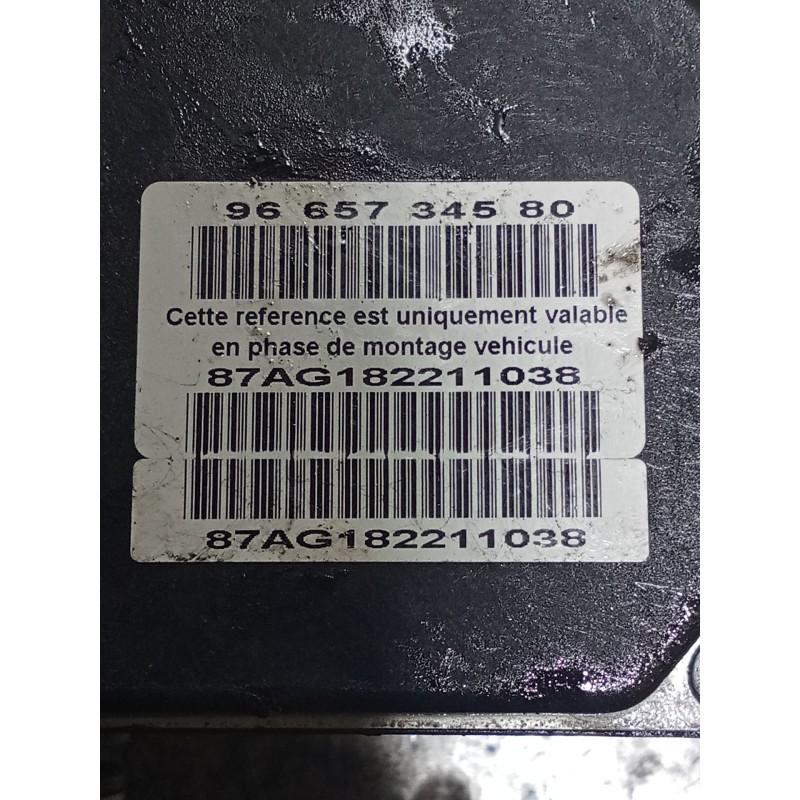 96 657 345 80
Cette reference est uniquement valable
en phase de montage vehicule
87AG182211038
87AG182211038